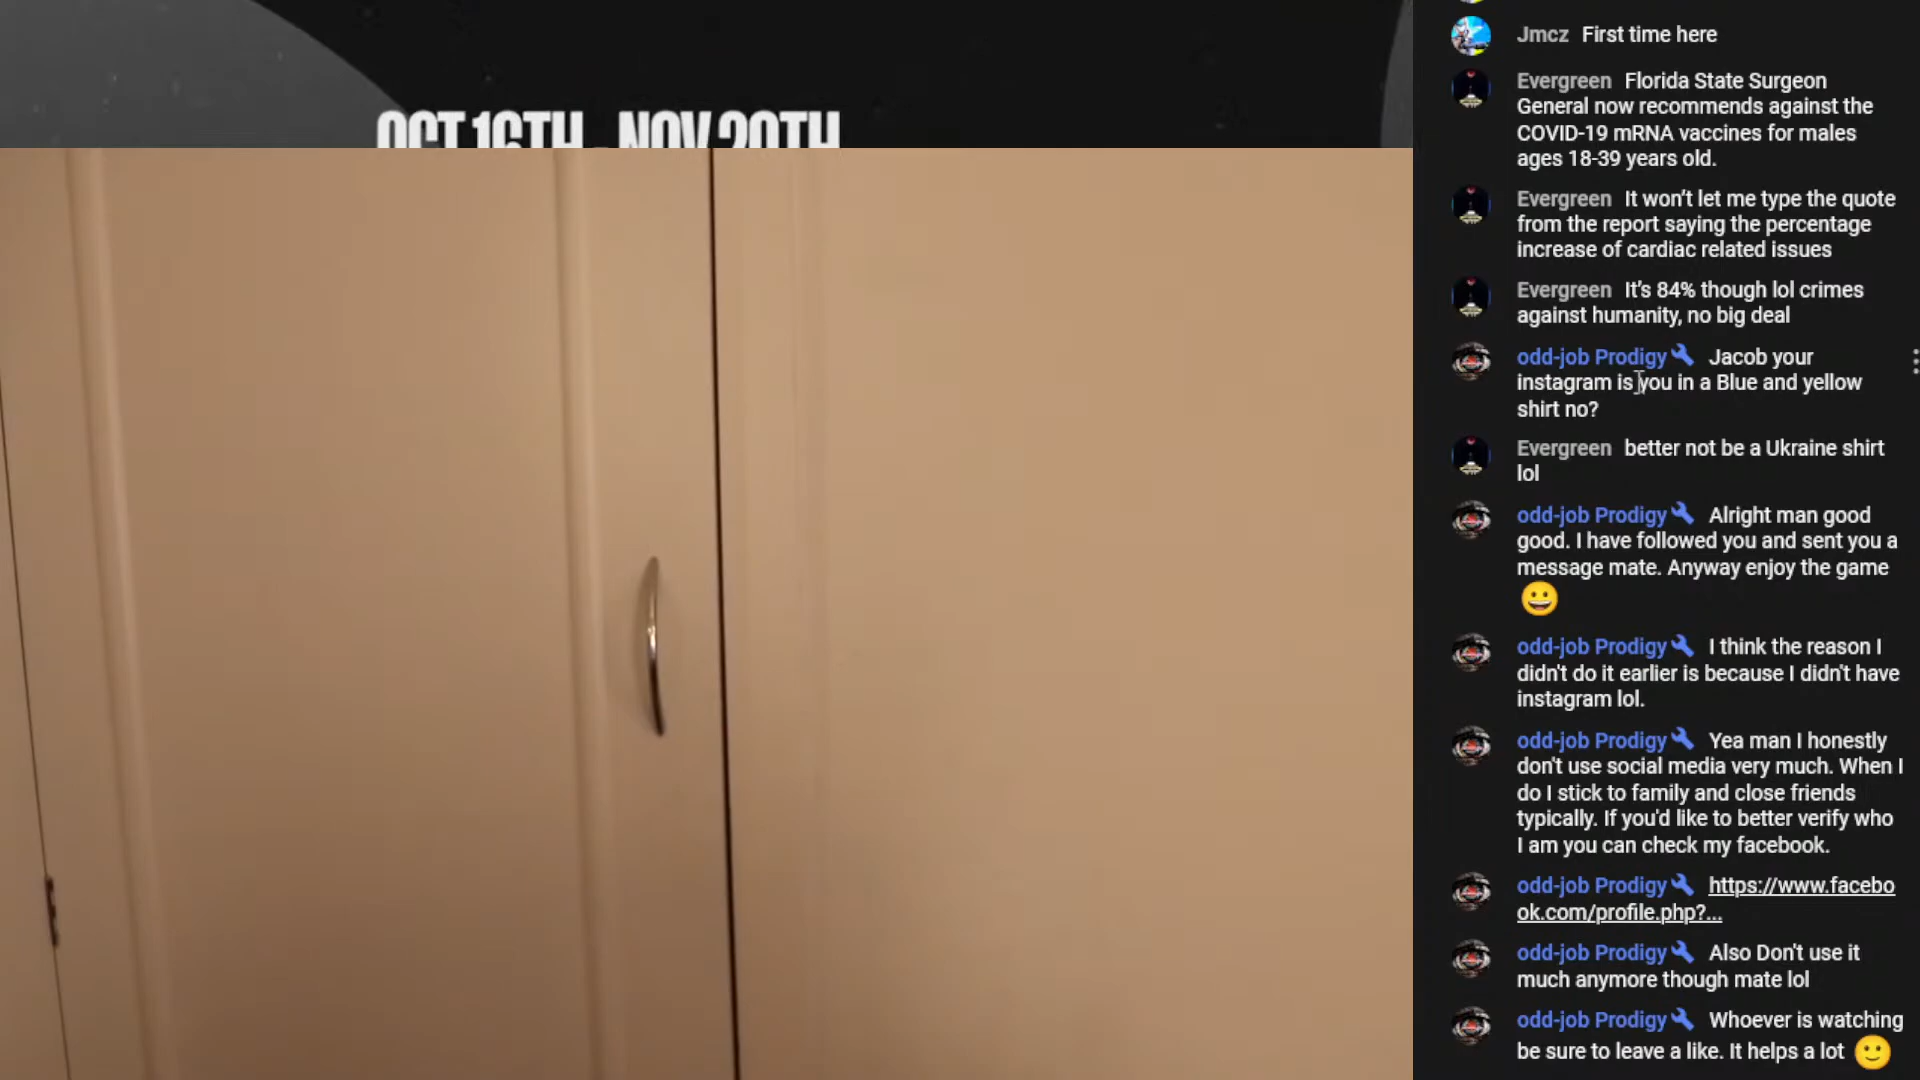 OCT 16TH - NOV 20TH
Jmcz First time here
Evergreen Florida State Surgeon
General now recommends against the
COVID-19 mRNA vaccines for males
ages 18-39 years old.
Evergreen It won't let me type the quote
from the report saying the percentage
increase of cardiac related issues
Evergreen It's 84% though lol crimes
against humanity, no big deal
odd-job Prodigy Jacob your
instagram is you in a Blue and yellow
shirt no?
Evergreen better not be a Ukraine shirt
lol
odd-job Prodigy Alright man good
good. I have followed you and sent you a
message mate. Anyway enjoy the game
odd-job Prodigy I think the reason I
didn't do it earlier is because I didn't have
instagram lol.
odd-job Prodigy Yea man I honestly
don't use social media very much. When I
do I stick to family and close friends
typically. If you'd like to better verify who
I am you can check my facebook.
odd-job Prodigy https://www.facebo
ok.com/profile.php?...
odd-job Prodigy Also Don't use it
much anymore though mate lol
odd-job Prodigy Whoever is watching
be sure to leave a like. It helps a lot